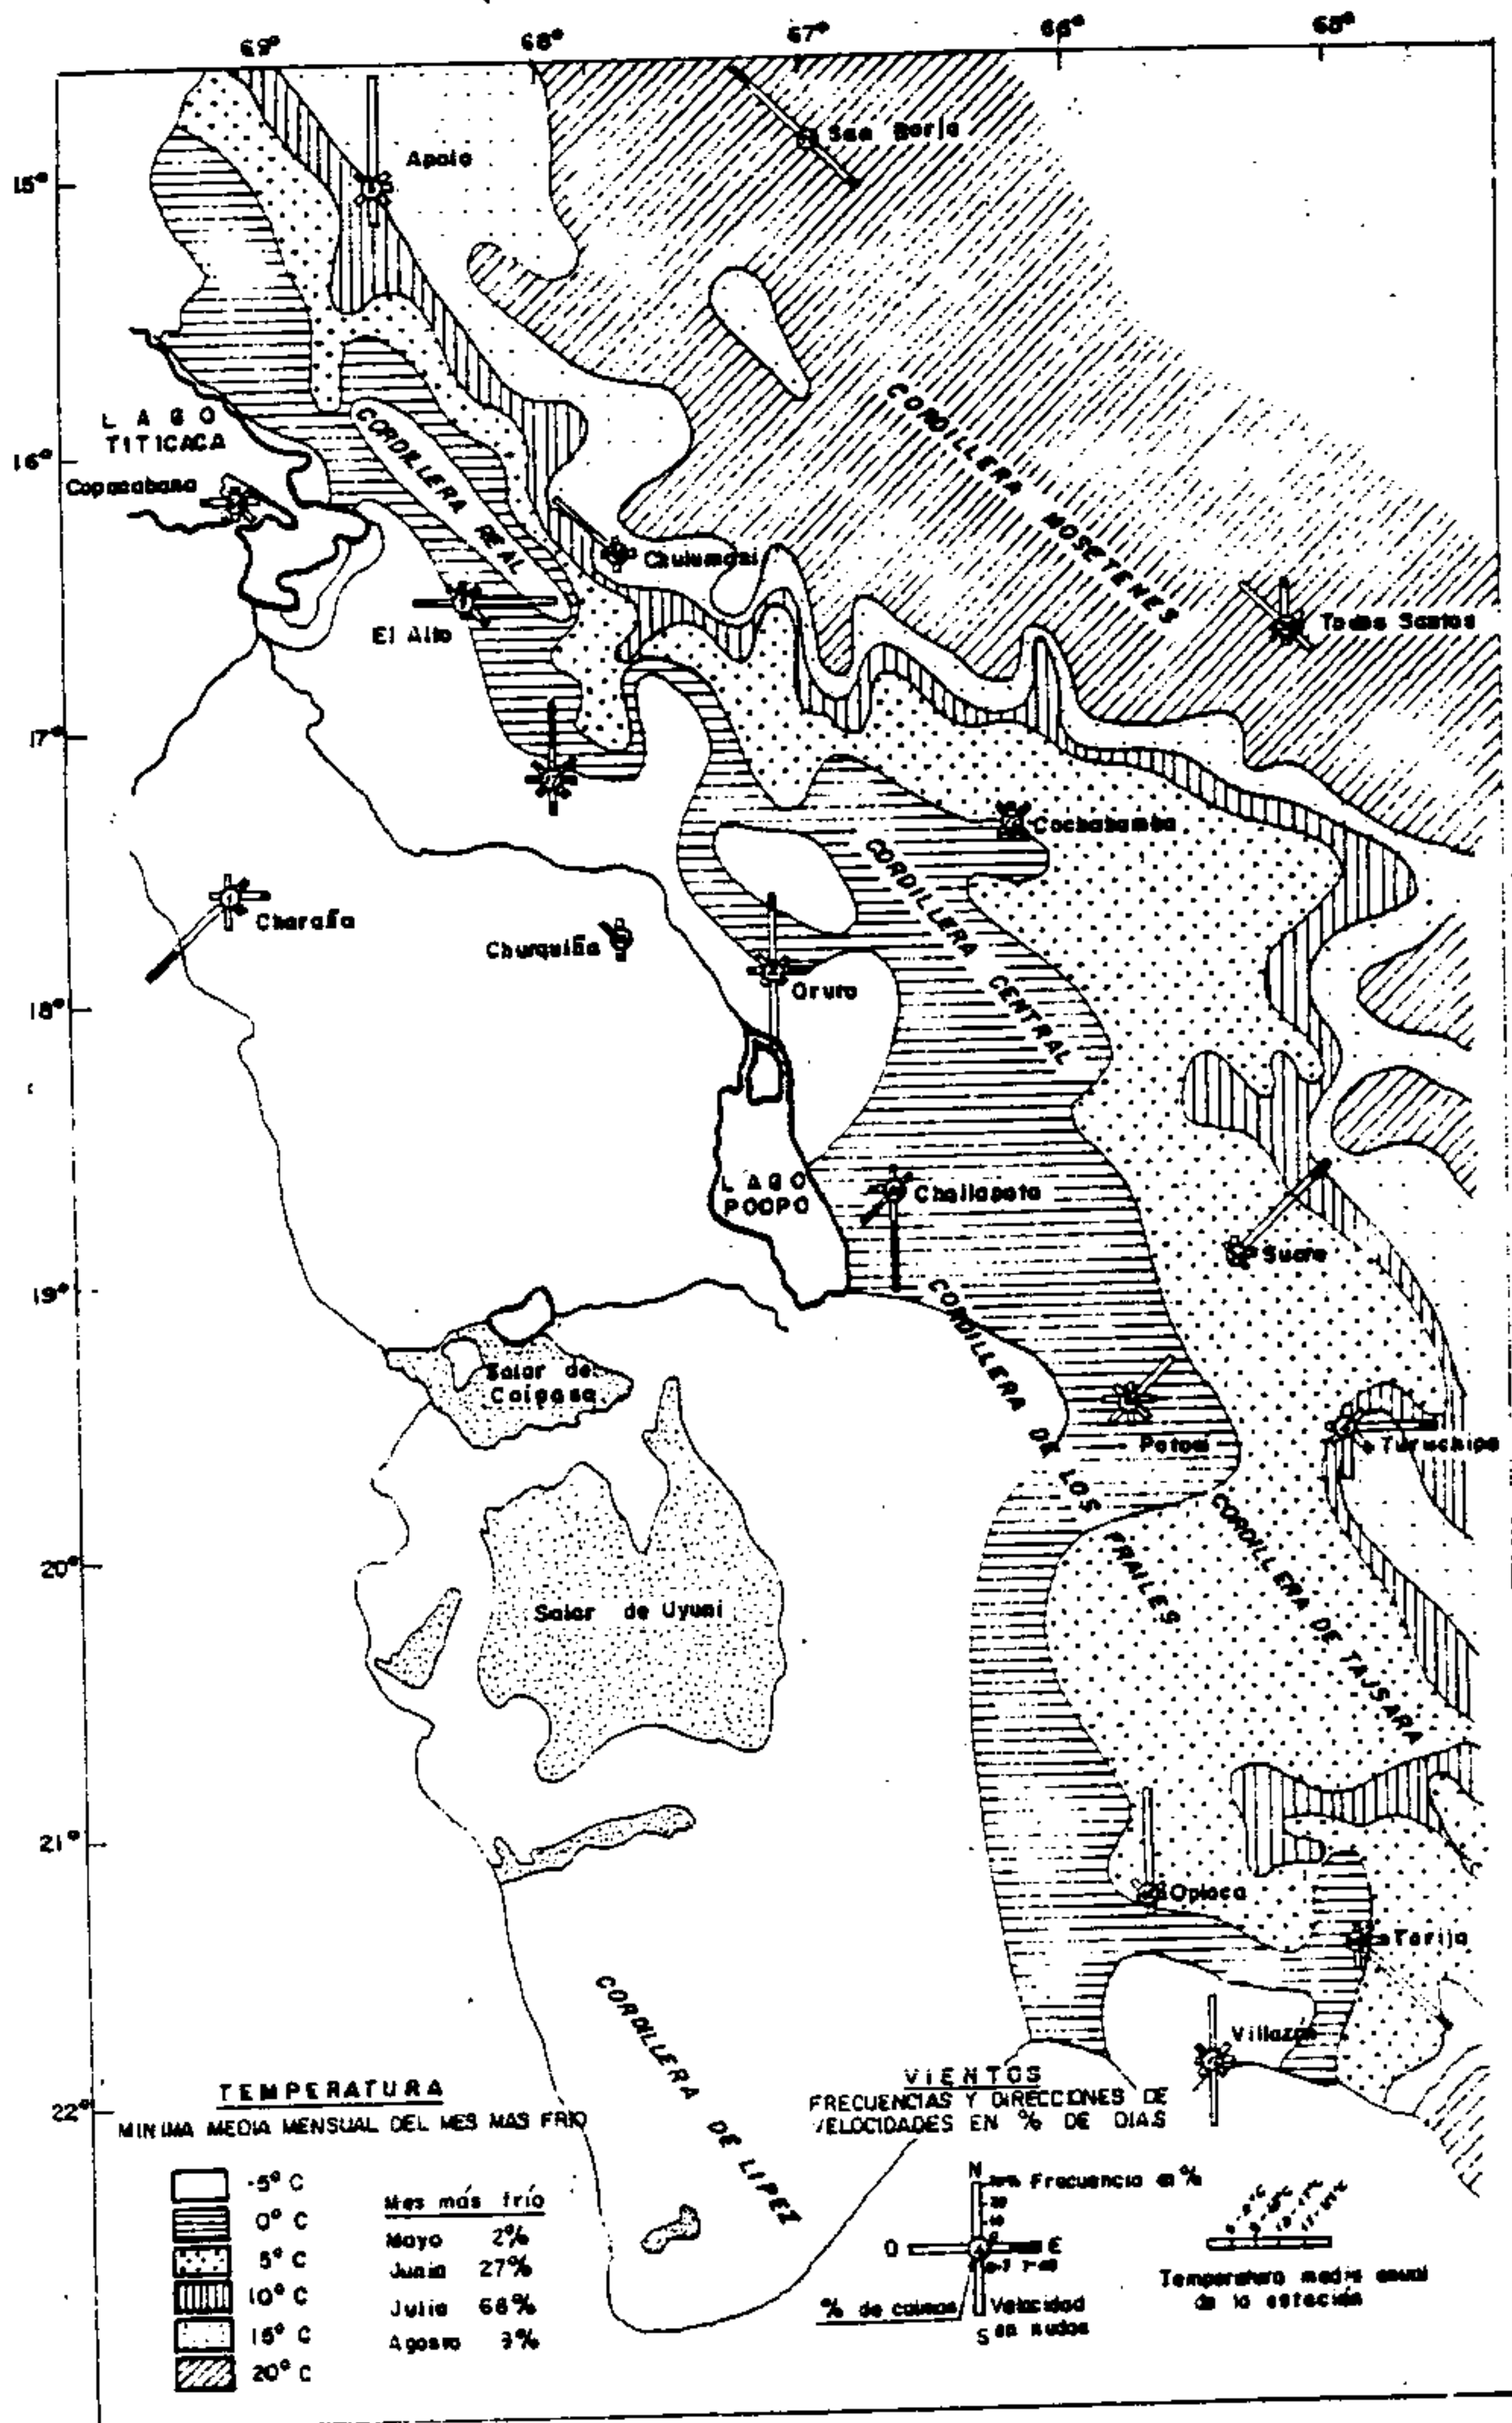 69°
68°
67°
66°
65°
San Borja
Apolo
15°
CORDILLERA MOSETENES
LAGO
TITICACA
CORDILLERA REAL
16°
Copacabana
Chulumani
El Alto
Todos Santos
17°
Cochabamba
CORDILLERA CENTRAL
Charaña
Churquiña
Oruro
18°
LAGO
POOPO
Challapata
Sucre
19°
CORDILLERA DE LOS FRAILES
Salar de
Coipasa
Potosi
Turuchipa
CORDILLERA DE TAJSARA
20°
Salar de Uyuni
21°
Oploca
Tarija
CORDILLERA DE LIPEZ
Villazon
22°
TEMPERATURA
MINIMA MEDIA MENSUAL DEL MES MAS FRIO
-5° C
0° C
5° C
10° C
15° C
20° C
Mes más frío
Mayo 2%
Junio 27%
Julio 68%
Agosto 3%
VIENTOS
FRECUENCIAS Y DIRECCIONES DE
VELOCIDADES EN % DE DIAS
N
Frecuencia en %
20
10
O
E
% de calmas
Velocidad
en nudos
S
Temperatura media anual
de la estación